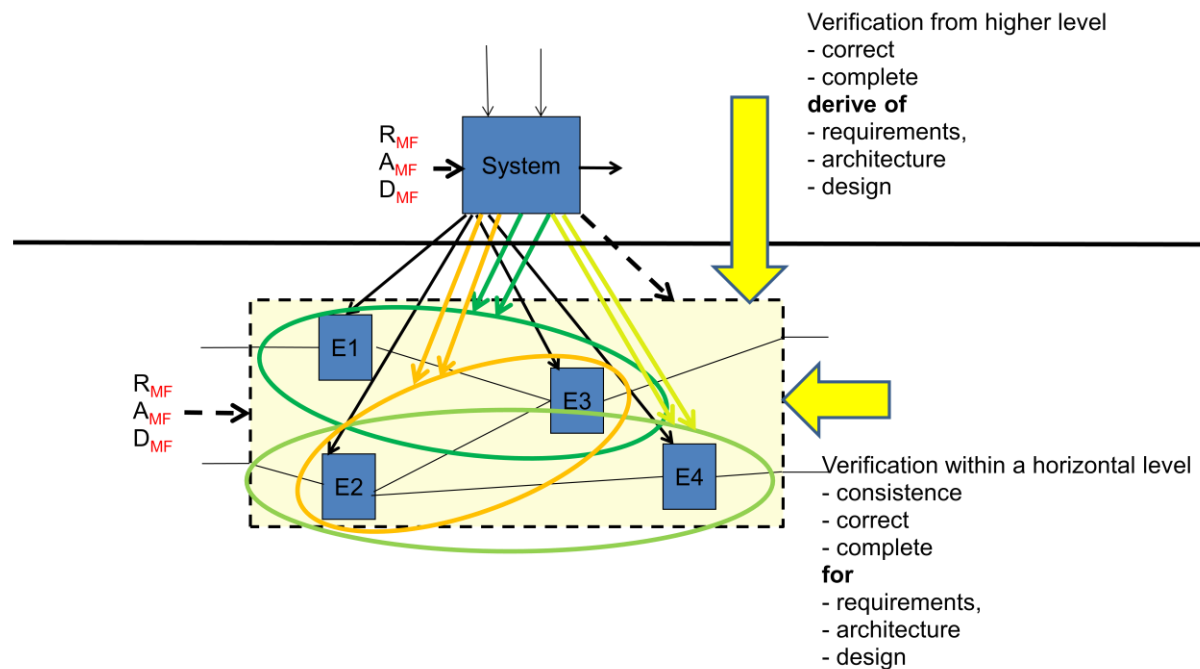 Verification from higher level
- correct
- complete
derive of
- requirements,
- architecture
- design
RMF
AMF
DMF
System
E1
E3
RMF
AMF
DMF
E2
E4
Verification within a horizontal level
- consistence
- correct
- complete
for
- requirements,
- architecture
- design